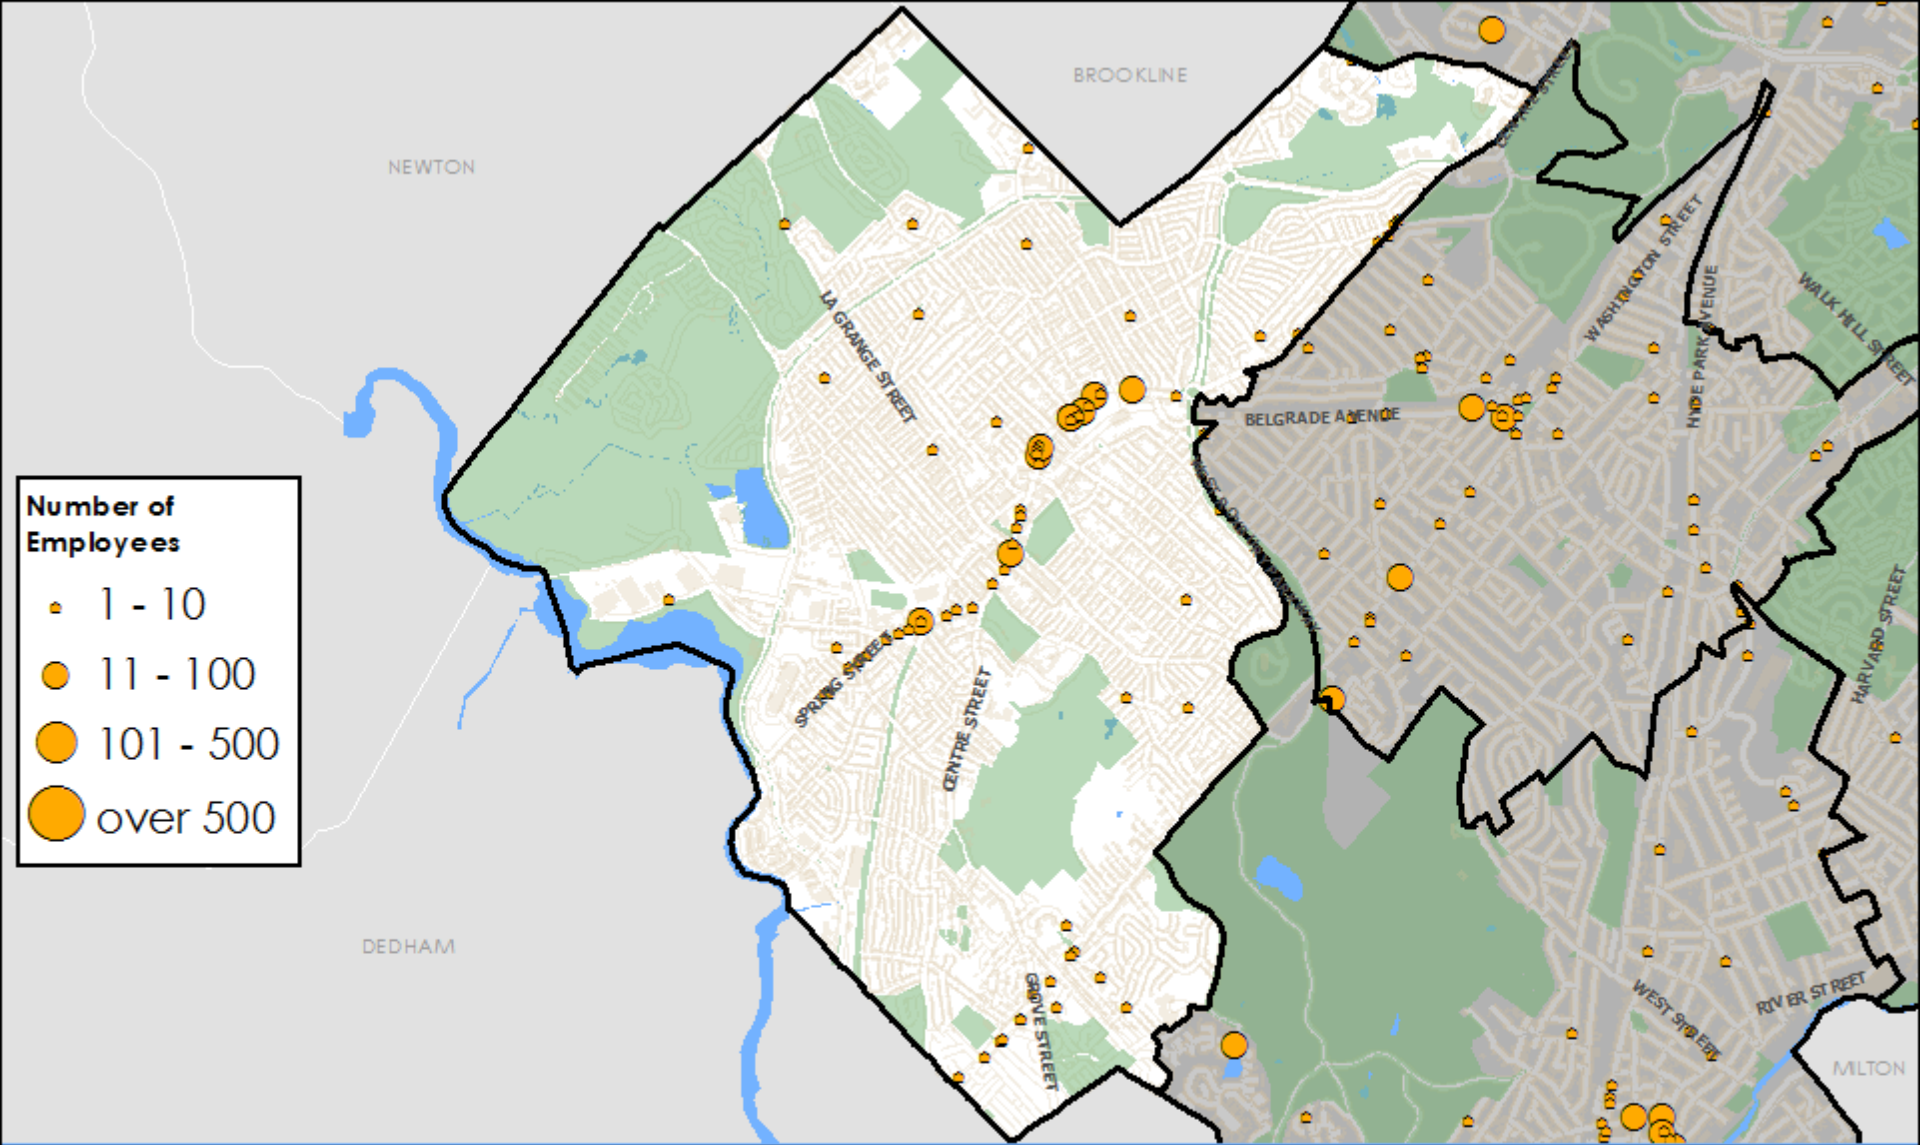 BROOKLINE
CENTRE STREET
NEWTON
WASHINGTON STREET
HYDE PARK AVENUE
WALK HILL STREET
LA GRANGE STREET
BELGRADE AVENUE
Number of
Employees
1 - 10
11 - 100
101 - 500
over 500
SPRING STREET
CENTRE STREET
HARVARD STREET
DEDHAM
GROVE STREET
WEST STREET
RIVER STREET
MILTON